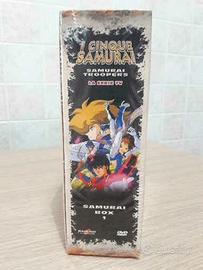 I CINQUE
SAMURAI
SAMURAI
TROOPERS
LA SERIE TV
SAMURAI
BOX
1
DVD